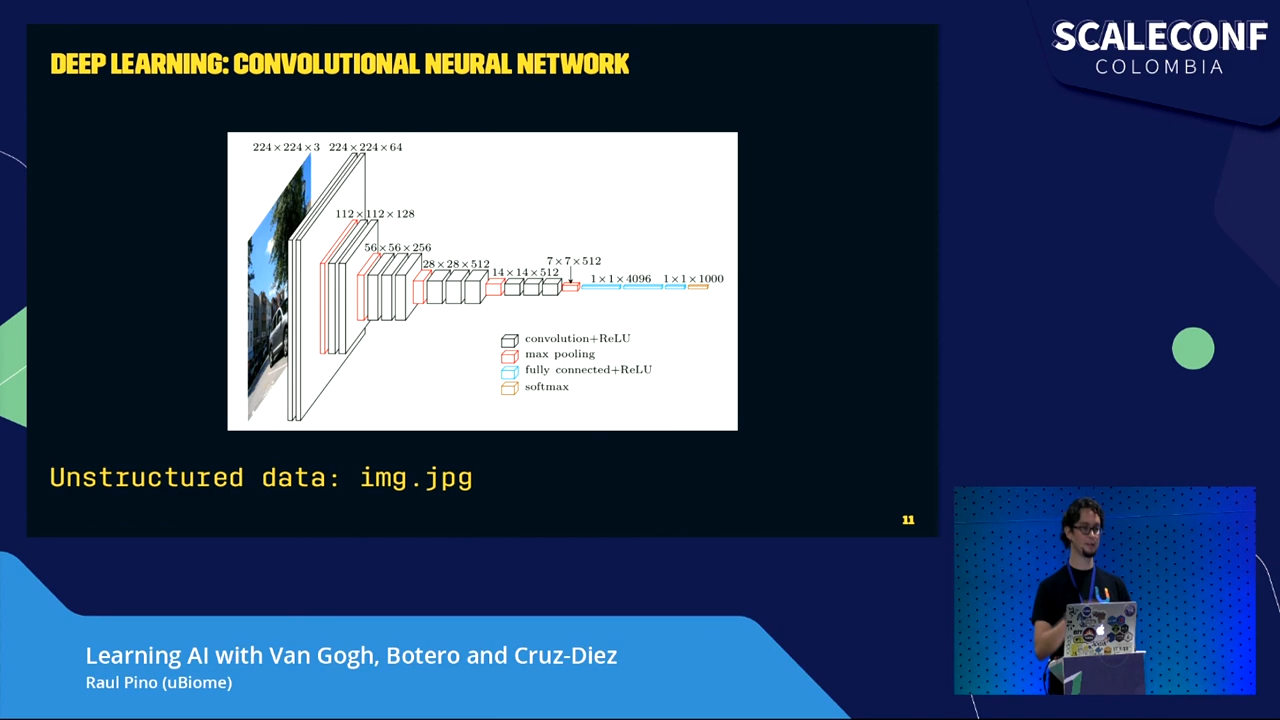 SCALECONF
COLOMBIA
DEEP LEARNING: CONVOLUTIONAL NEURAL NETWORK
224×224×3 224×224×64
112×112×128
56×56×256
28×28×512
14×14×512
7×7×512
1×1×4096 1×1×1000
convolution+ReLU
max pooling
fully connected+ReLU
softmax
Unstructured data: img.jpg
11
Learning AI with Van Gogh, Botero and Cruz-Diez
Raul Pino (uBiome)